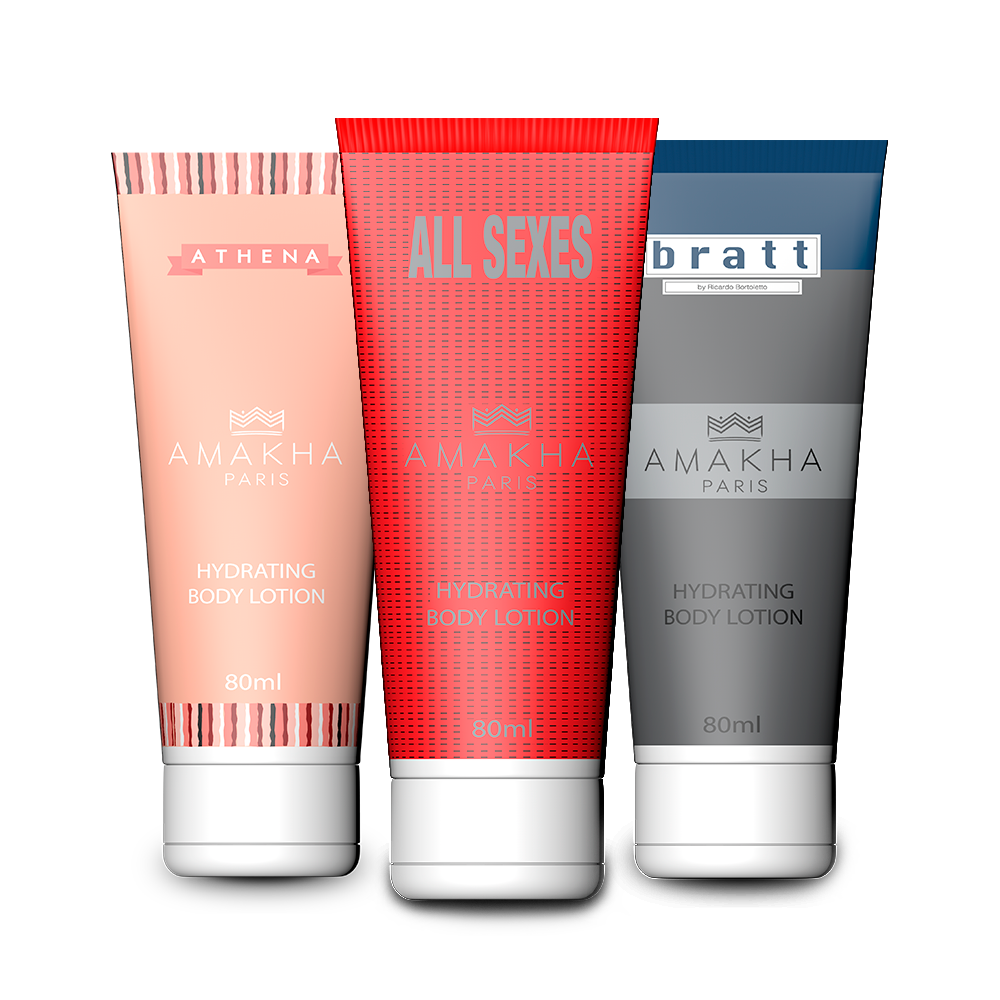 ATHENA
AMAKHA
PARIS
HYDRATING
BODY LOTION
80ml
ALL SEXES
AMAKHA
PARIS
HYDRATING
BODY LOTION
80ml
bratt
by Ricardo Bortoletto
AMAKHA
PARIS
HYDRATING
BODY LOTION
80ml